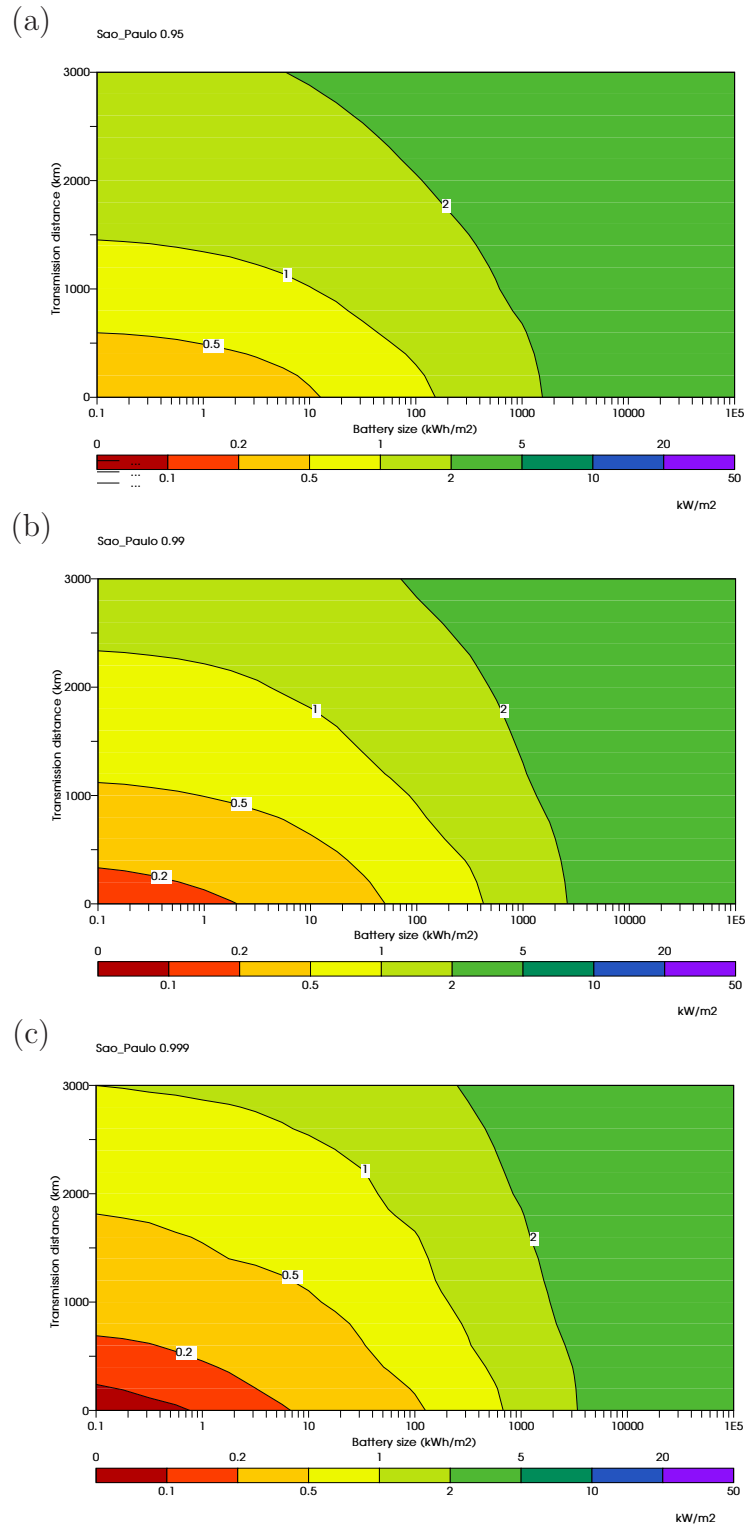 (a)
Sao_Paulo 0.95
3000
2000
1000
0
Transmission distance (km)
2
1
0.5
0.1 1 10 100 1000 10000 1E5
Battery size (kWh/m2)
0 0.2 1 5 20
... 
...
...
0.1 0.5 2 10 50
kW/m2
(b)
Sao_Paulo 0.99
3000
2000
1000
0
Transmission distance (km)
2
1
0.5
0.2
0.1 1 10 100 1000 10000 1E5
Battery size (kWh/m2)
0 0.2 1 5 20
0.1 0.5 2 10 50
kW/m2
(c)
Sao_Paulo 0.999
3000
2000
1000
0
Transmission distance (km)
1
2
0.5
0.2
0.1 1 10 100 1000 10000 1E5
Battery size (kWh/m2)
0 0.2 1 5 20
0.1 0.5 2 10 50
kW/m2